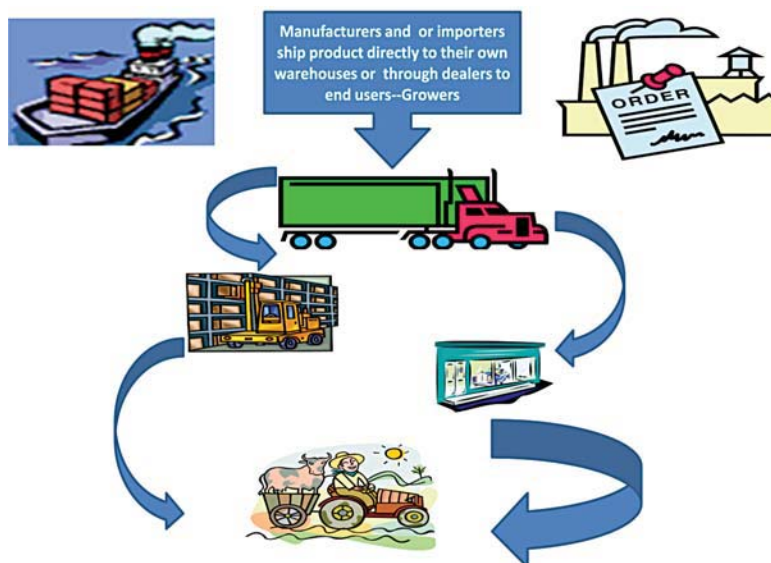 Manufacturers and or importers
ship product directly to their own
warehouses or through dealers to
end users--Growers
ORDER